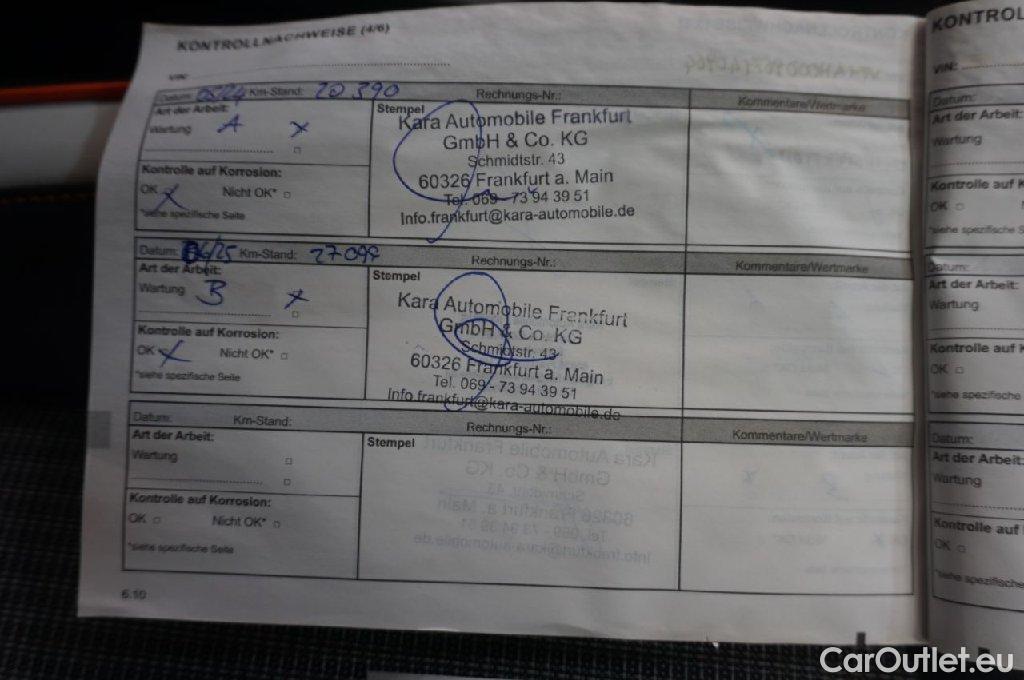 KONTROLLNACHWEISE (4/6)
VIN:
Datum: 05/24 Km-Stand: 20 390 Rechnungs-Nr.: Kommentare/Wertmarke
Art der Arbeit: Stempel
Wartung A x
Kara Automobile Frankfurt
GmbH & Co. KG
Schmidtstr. 43
60326 Frankfurt a. Main
Tel. 069 - 73 94 39 51
Info.frankfurt@kara-automobile.de
Kontrolle auf Korrosion:
OK x Nicht OK*
*siehe spezifische Seite
Datum: 06/25 Km-Stand: 27099 Rechnungs-Nr.: Kommentare/Wertmarke
Art der Arbeit: Stempel
Wartung B x
Kara Automobile Frankfurt
GmbH & Co. KG
Schmidtstr. 43
60326 Frankfurt a. Main
Tel. 069 - 73 94 39 51
Info.frankfurt@kara-automobile.de
Kontrolle auf Korrosion:
OK x Nicht OK*
*siehe spezifische Seite
Datum: Km-Stand: Rechnungs-Nr.: Kommentare/Wertmarke
Art der Arbeit: Stempel
Wartung
Kontrolle auf Korrosion:
OK Nicht OK*
*siehe spezifische Seite
6.10
KONTROL
VIN:
Datum:
Art der Arbeit:
Wartung
Kontrolle auf K
OK N
*siehe spezifische
Datum:
Art der Arbeit:
Wartung
Kontrolle auf K
OK
*siehe spezifische
Datum:
Art der Arbeit:
Wartung
Kontrolle auf
OK
*siehe spezifische
CarOutlet.eu